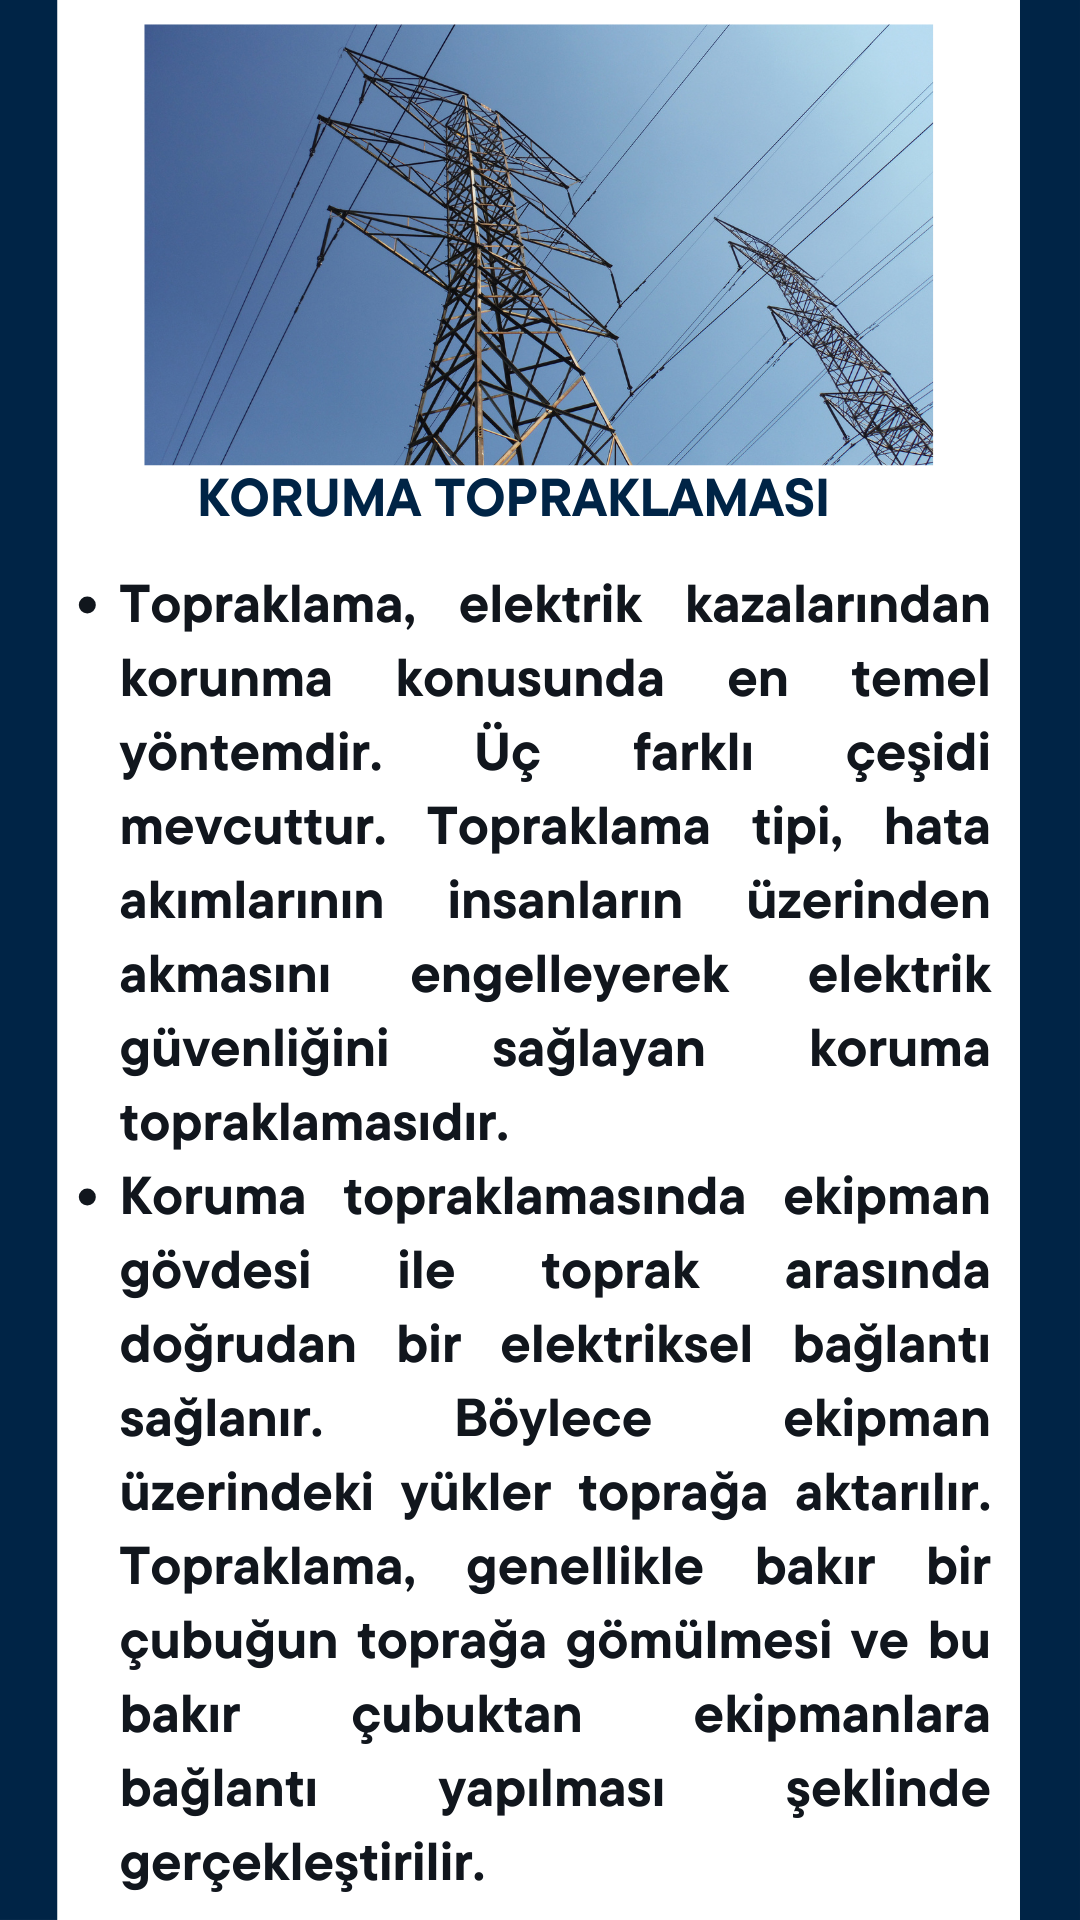 KORUMA TOPRAKLAMASI
• Topraklama, elektrik kazalarından
korunma konusunda en temel
yöntemdir. Üç farklı çeşidi
mevcuttur. Topraklama tipi, hata
akımlarının insanların üzerinden
akmasını engelleyerek elektrik
güvenliğini sağlayan koruma
topraklamasıdır.
• Koruma topraklamasında ekipman
gövdesi ile toprak arasında
doğrudan bir elektriksel bağlantı
sağlanır. Böylece ekipman
üzerindeki yükler toprağa aktarılır.
Topraklama, genellikle bakır bir
çubuğun toprağa gömülmesi ve bu
bakır çubuktan ekipmanlara
bağlantı yapılması şeklinde
gerçekleştirilir.